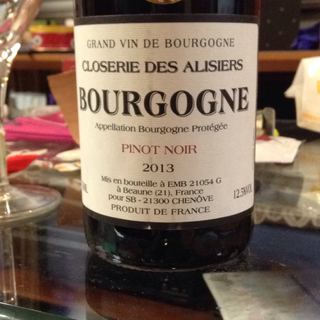 GRAND VIN DE BOURGOGNE
CLOSERIE DES ALISIERS
BOURGOGNE
Appellation Bourgogne Protégée
PINOT NOIR
2013
Mis en bouteille à EMB 21054 G
à Beaune (21), France
pour SB - 21300 CHENÔVE
12.5%VOL
PRODUIT DE FRANCE